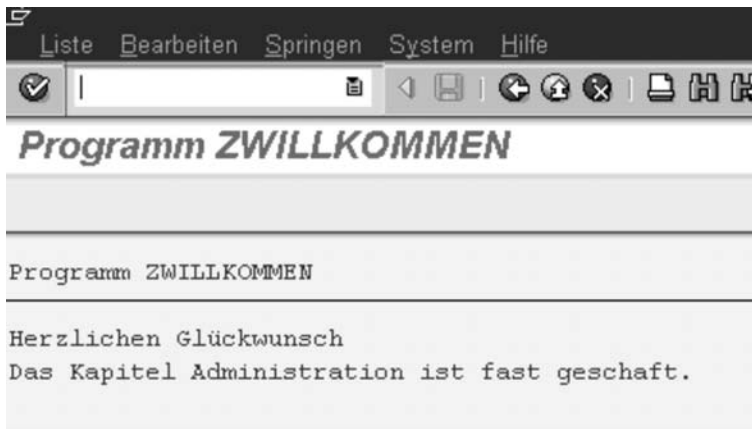 Liste Bearbeiten Springen System Hilfe
Programm ZWILLKOMMEN
Programm ZWILLKOMMEN
Herzlichen Glückwunsch
Das Kapitel Administration ist fast geschaft.